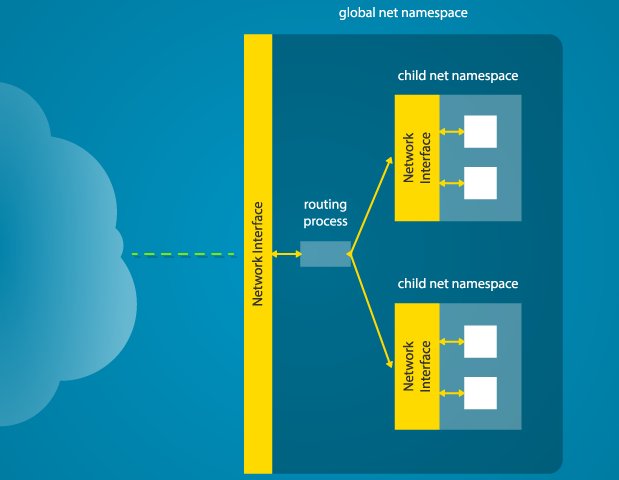 global net namespace
child net namespace
Network
Interface
routing
process
Network Interface
child net namespace
Network
Interface